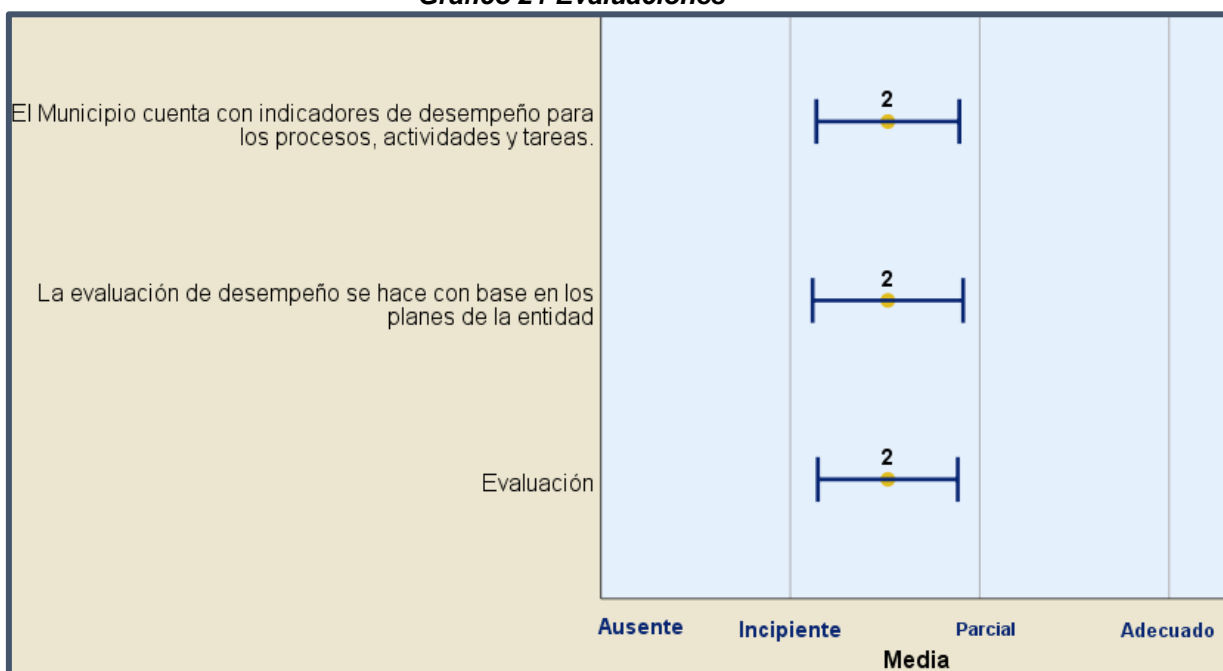 El Municipio cuenta con indicadores de desempeño para
los procesos, actividades y tareas.
2
La evaluación de desempeño se hace con base en los
planes de la entidad
2
Evaluación
2
Ausente Incipiente Parcial Adecuado
Media